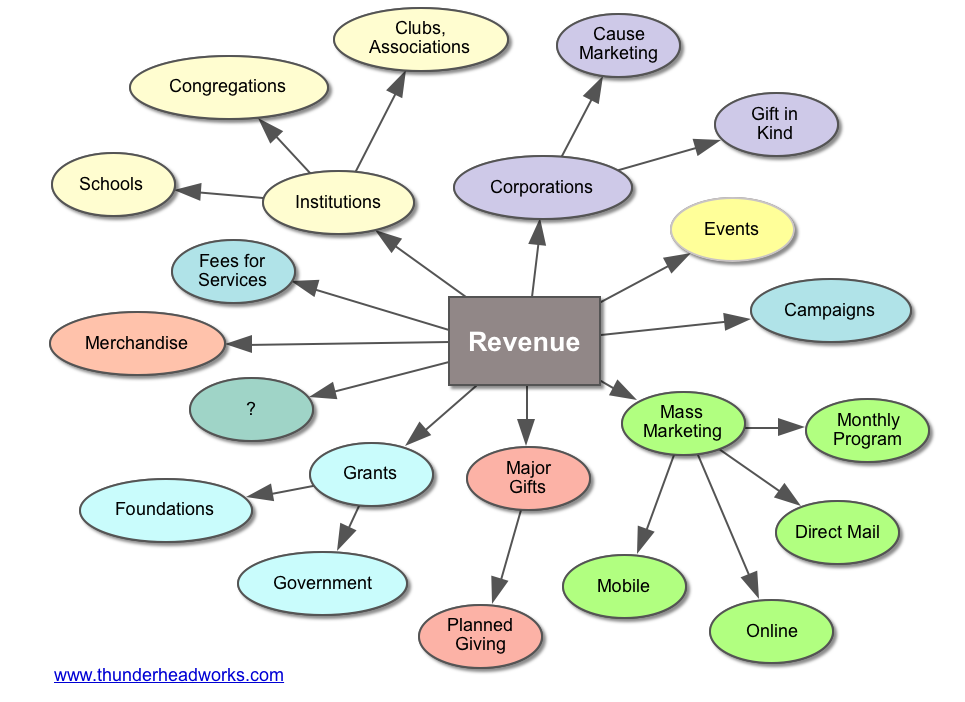 Clubs,
Associations
Cause
Marketing
Congregations
Gift in
Kind
Schools
Institutions
Corporations
Events
Fees for
Services
Campaigns
Merchandise
Revenue
?
Mass
Marketing
Monthly
Program
Grants
Major
Gifts
Foundations
Direct Mail
Government
Mobile
Planned
Giving
Online
www.thunderheadworks.com